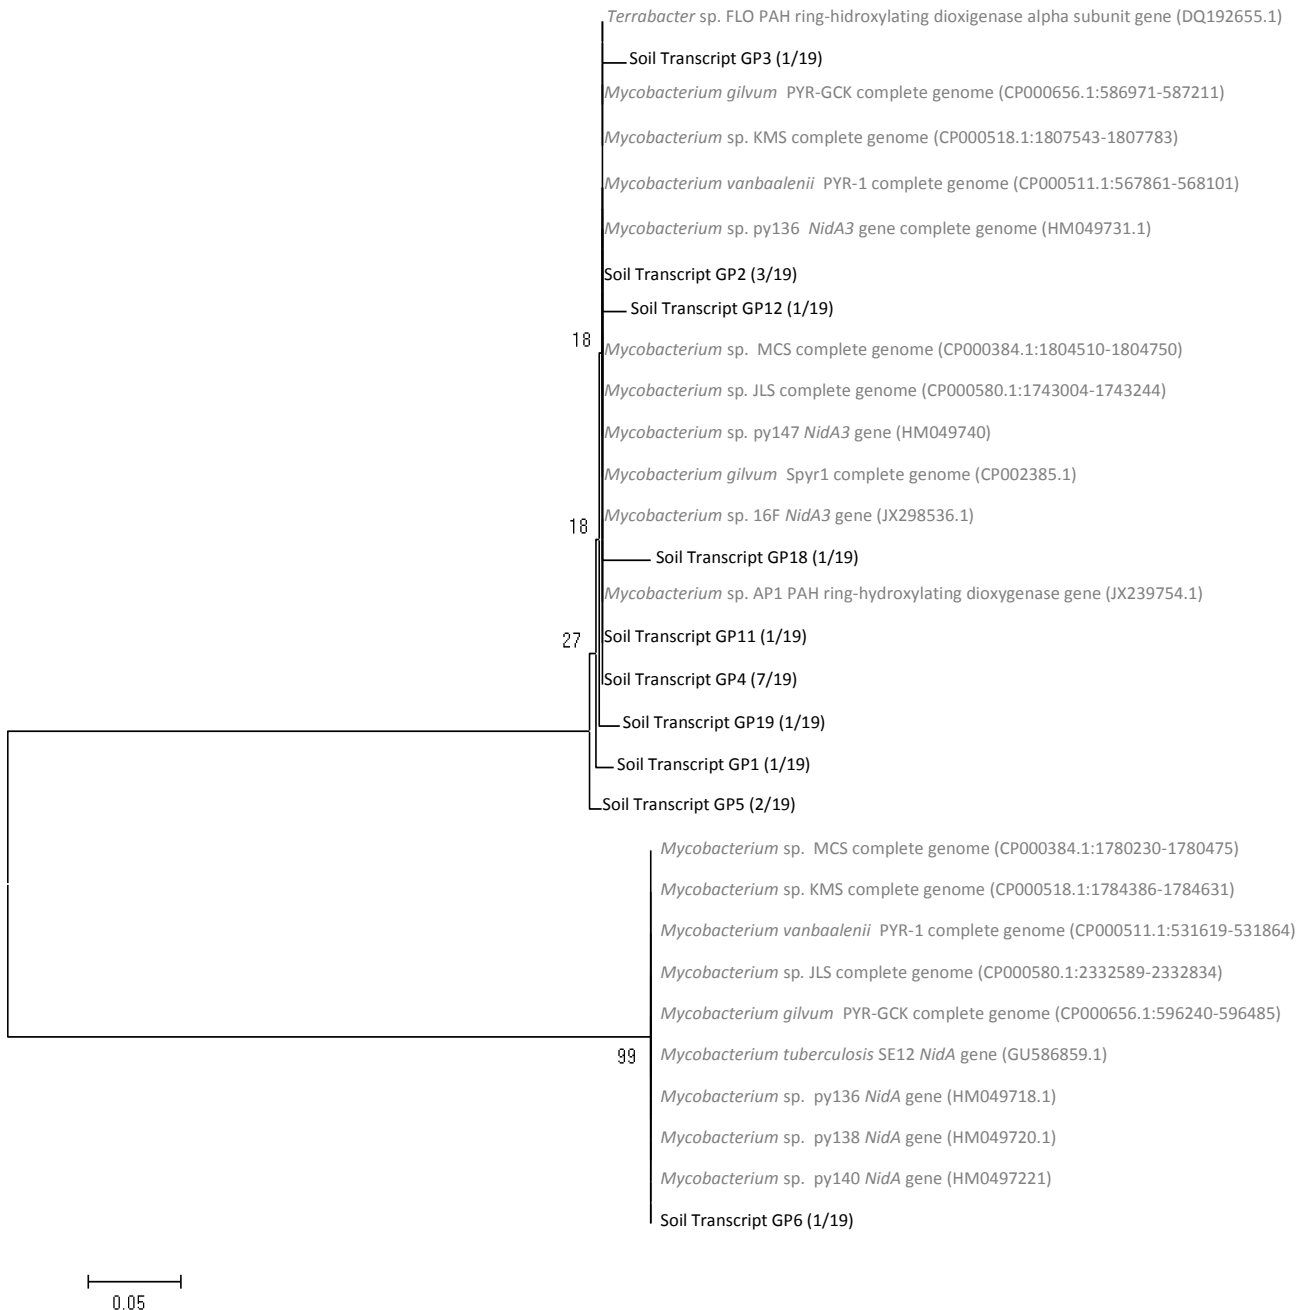 Terrabacter sp. FLO PAH ring-hidroxylating dioxigenase alpha subunit gene (DQ192655.1)
Soil Transcript GP3 (1/19)
Mycobacterium gilvum PYR-GCK complete genome (CP000656.1:586971-587211)
Mycobacterium sp. KMS complete genome (CP000518.1:1807543-1807783)
Mycobacterium vanbaalenii PYR-1 complete genome (CP000511.1:567861-568101)
Mycobacterium sp. py136 NidA3 gene complete genome (HM049731.1)
Soil Transcript GP2 (3/19)
Soil Transcript GP12 (1/19)
18
Mycobacterium sp. MCS complete genome (CP000384.1:1804510-1804750)
Mycobacterium sp. JLS complete genome (CP000580.1:1743004-1743244)
Mycobacterium sp. py147 NidA3 gene (HM049740)
Mycobacterium gilvum Spyr1 complete genome (CP002385.1)
Mycobacterium sp. 16F NidA3 gene (JX298536.1)
18
Soil Transcript GP18 (1/19)
Mycobacterium sp. AP1 PAH ring-hydroxylating dioxygenase gene (JX239754.1)
Soil Transcript GP11 (1/19)
27
Soil Transcript GP4 (7/19)
Soil Transcript GP19 (1/19)
Soil Transcript GP1 (1/19)
Soil Transcript GP5 (2/19)
Mycobacterium sp. MCS complete genome (CP000384.1:1780230-1780475)
Mycobacterium sp. KMS complete genome (CP000518.1:1784386-1784631)
Mycobacterium vanbaalenii PYR-1 complete genome (CP000511.1:531619-531864)
Mycobacterium sp. JLS complete genome (CP000580.1:2332589-2332834)
Mycobacterium gilvum PYR-GCK complete genome (CP000656.1:596240-596485)
Mycobacterium tuberculosis SE12 NidA gene (GU586859.1)
99
Mycobacterium sp. py136 NidA gene (HM049718.1)
Mycobacterium sp. py138 NidA gene (HM049720.1)
Mycobacterium sp. py140 NidA gene (HM0497221)
Soil Transcript GP6 (1/19)
0.05